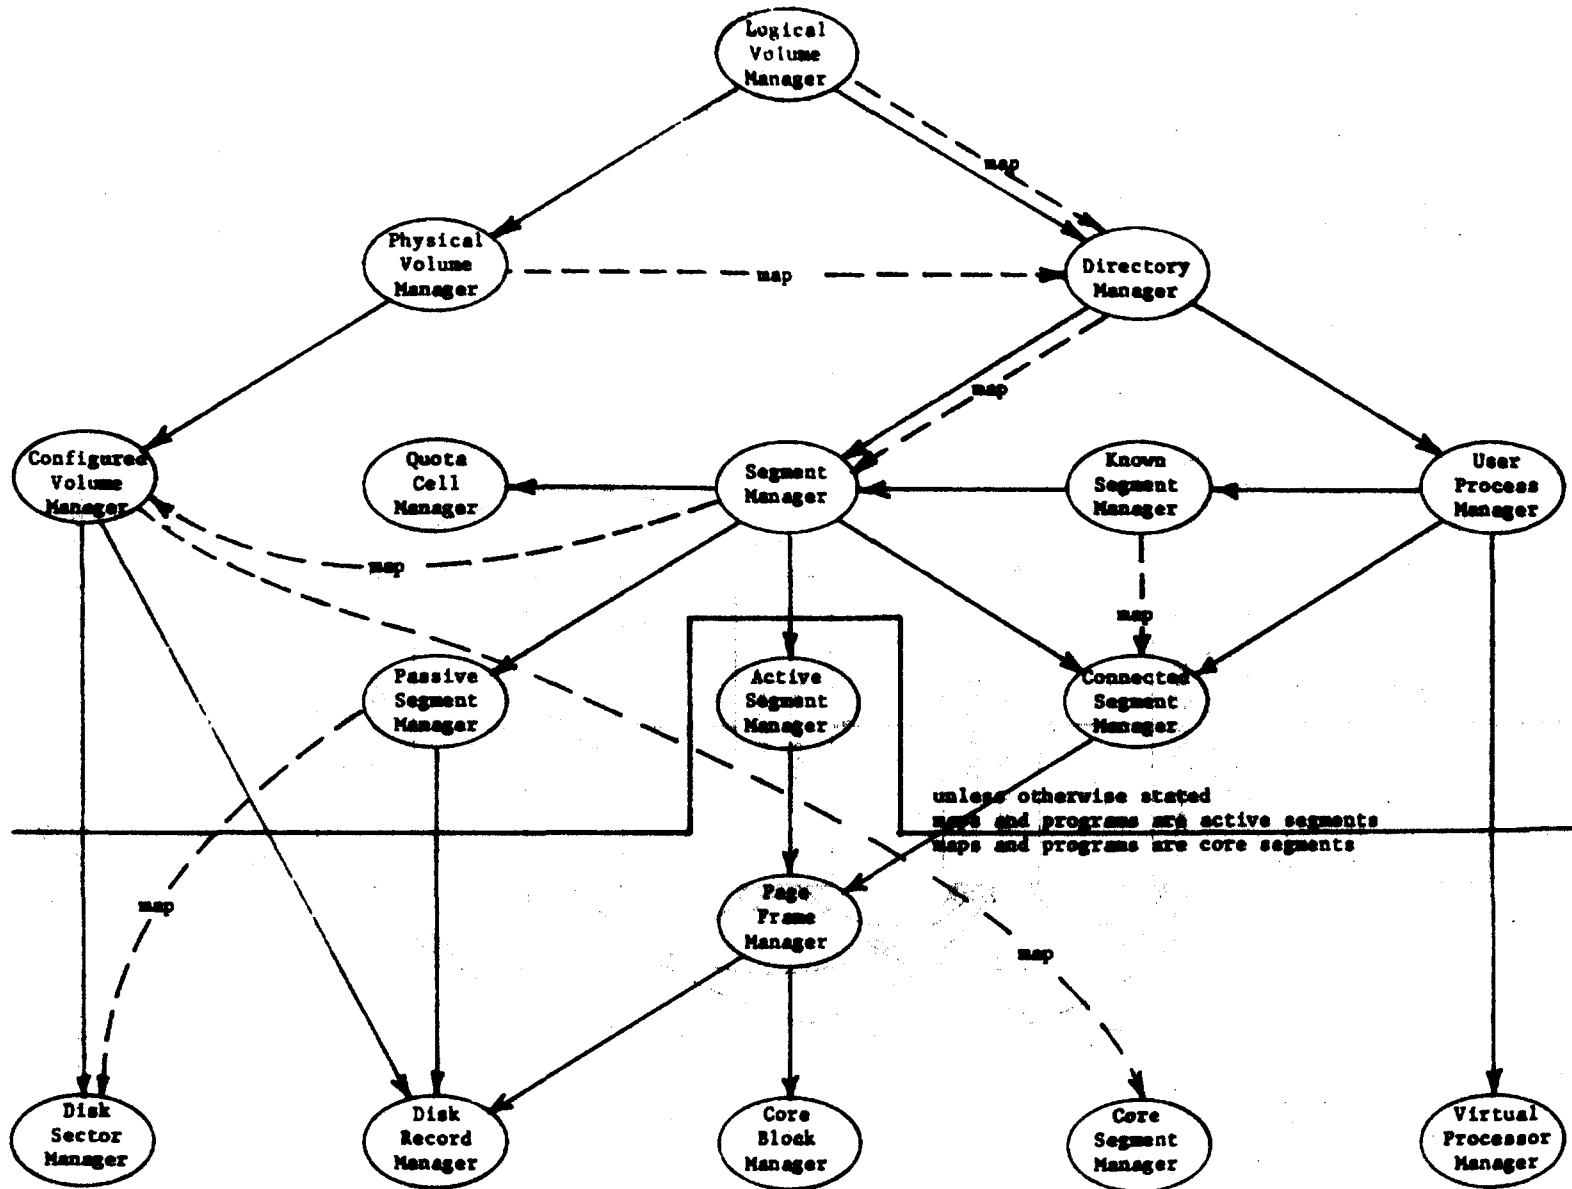 Logical
Volume
Manager
map
Physical
Volume
Manager
map
Directory
Manager
map
Configured
Volume
Manager
Quota
Cell
Manager
Segment
Manager
Known
Segment
Manager
User
Process
Manager
map
map
Passive
Segment
Manager
Active
Segment
Manager
Connected
Segment
Manager
unless otherwise stated
maps and programs are active segments
maps and programs are core segments
map
Page
Frame
Manager
map
Disk
Sector
Manager
Disk
Record
Manager
Core
Block
Manager
Core
Segment
Manager
Virtual
Processor
Manager